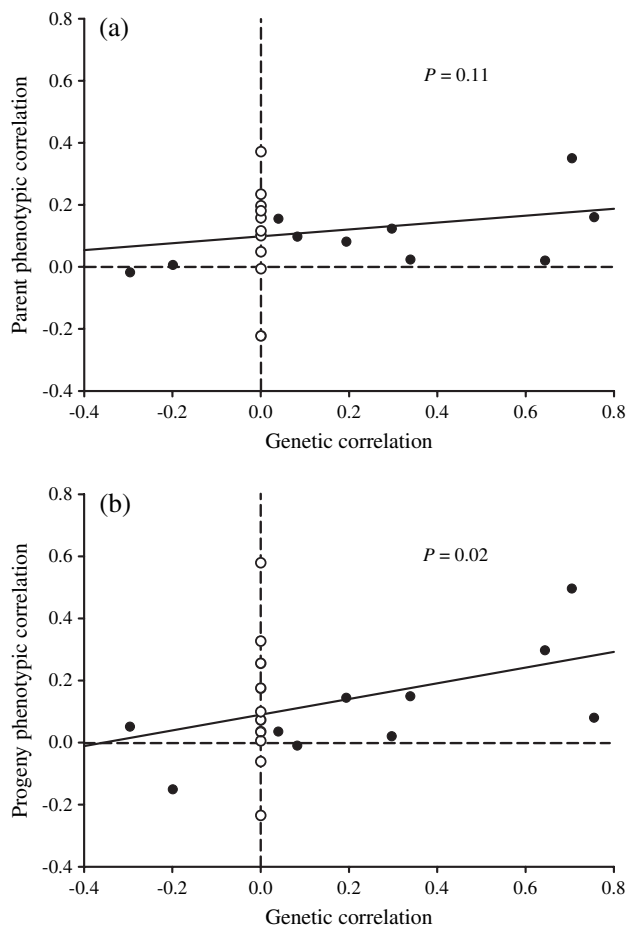 (a)
P = 0.11
0.8
0.6
0.4
0.2
0.0
-0.2
-0.4
Parent phenotypic correlation
-0.4 -0.2 0.0 0.2 0.4 0.6 0.8
Genetic correlation
(b)
P = 0.02
0.8
0.6
0.4
0.2
0.0
-0.2
-0.4
Progeny phenotypic correlation
-0.4 -0.2 0.0 0.2 0.4 0.6 0.8
Genetic correlation